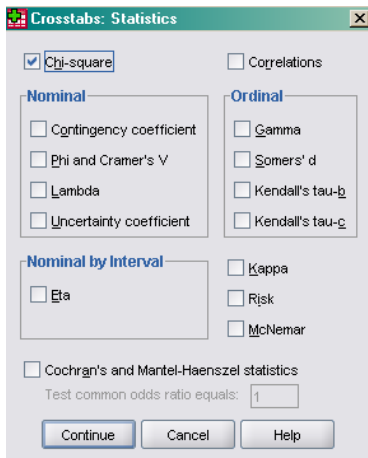 Crosstabs: Statistics
Chi-square
Correlations
Nominal
Contingency coefficient
Phi and Cramer's V
Lambda
Uncertainty coefficient
Ordinal
Gamma
Somers' d
Kendall's tau-b
Kendall's tau-c
Nominal by Interval
Eta
Kappa
Risk
McNemar
Cochran's and Mantel-Haenszel statistics
Test common odds ratio equals: 1
Continue Cancel Help